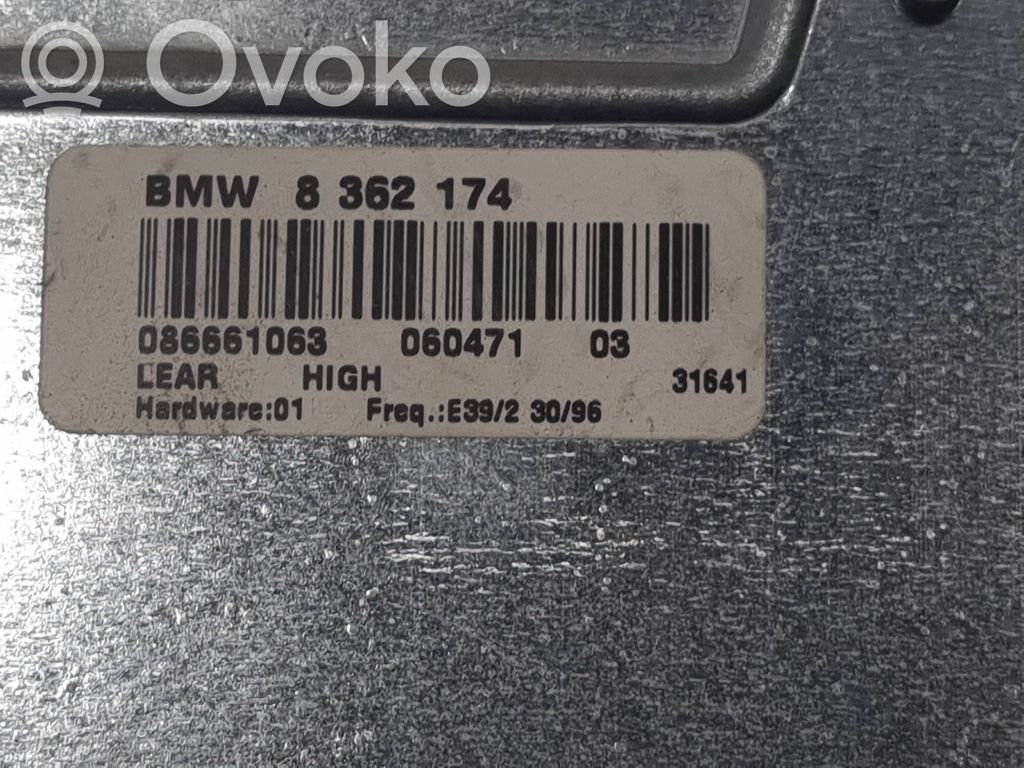 Ovoko
BMW 8 362 174
086661063 060471 03
LEAR HIGH 31641
Hardware:01 Freq.:E39/2 30/96